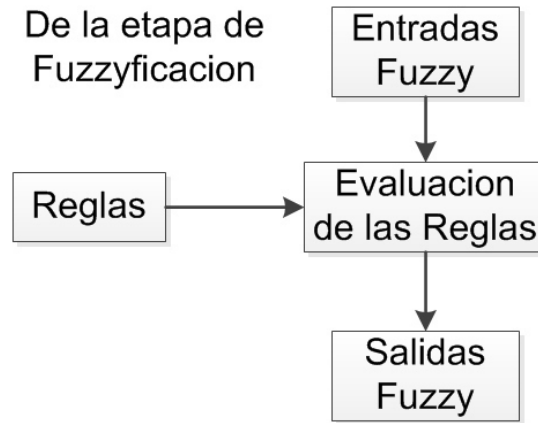 De la etapa de
Fuzzyficacion
Entradas
Fuzzy
Reglas
Evaluacion
de las Reglas
Salidas
Fuzzy